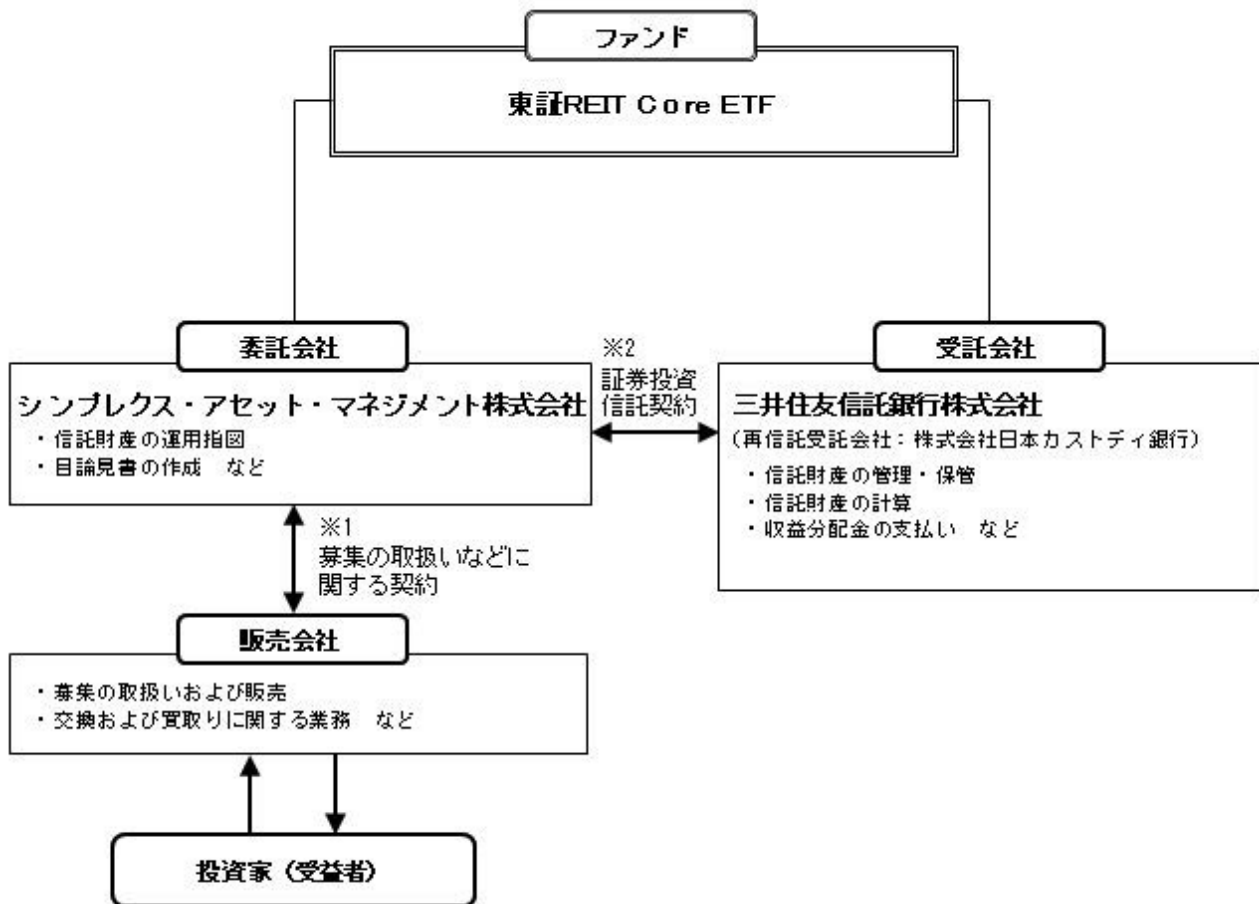 ファンド
東証REIT Core ETF
委託会社
シンプレクス・アセット・マネジメント株式会社
・信託財産の運用指図
・目論見書の作成　など
※2
証券投資
信託契約
受託会社
三井住友信託銀行株式会社
（再信託受託会社：株式会社日本カストディ銀行）
・信託財産の管理・保管
・信託財産の計算
・収益分配金の支払い　など
※1
募集の取扱いなどに
関する契約
販売会社
・募集の取扱いおよび販売
・交換および買取りに関する業務　など
投資家（受益者）